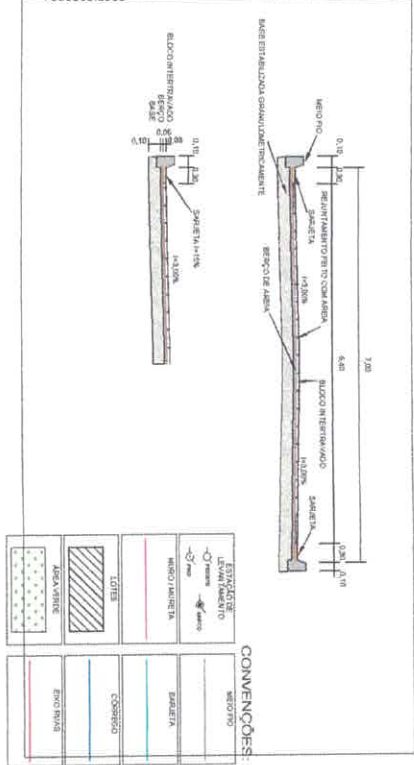 MEIO FIO
0,10
0,30
SARJETA
REJUNTAMENTO FEITO COM AREIA
i=3,00%
7,00
6,40
BLOCO INTERTRAVADO
i=3,00%
SARJETA
0,30
0,10
BASE ESTABILIZADA GRANULOMETRICAMENTE
BERÇO DE AREIA
BLOCO INTERTRAVADO
BERÇO
BASE
0,10
0,06
0,10
0,30
SARJETA i=15%
i=3,00%
CONVENÇÕES:
ESTAÇÃO DE
LEVANTAMENTO
MEIO FIO
MURO / MURETA
SARJETA
LOTES
CÓRREGO
ÁREA VERDE
EIXO RUAS